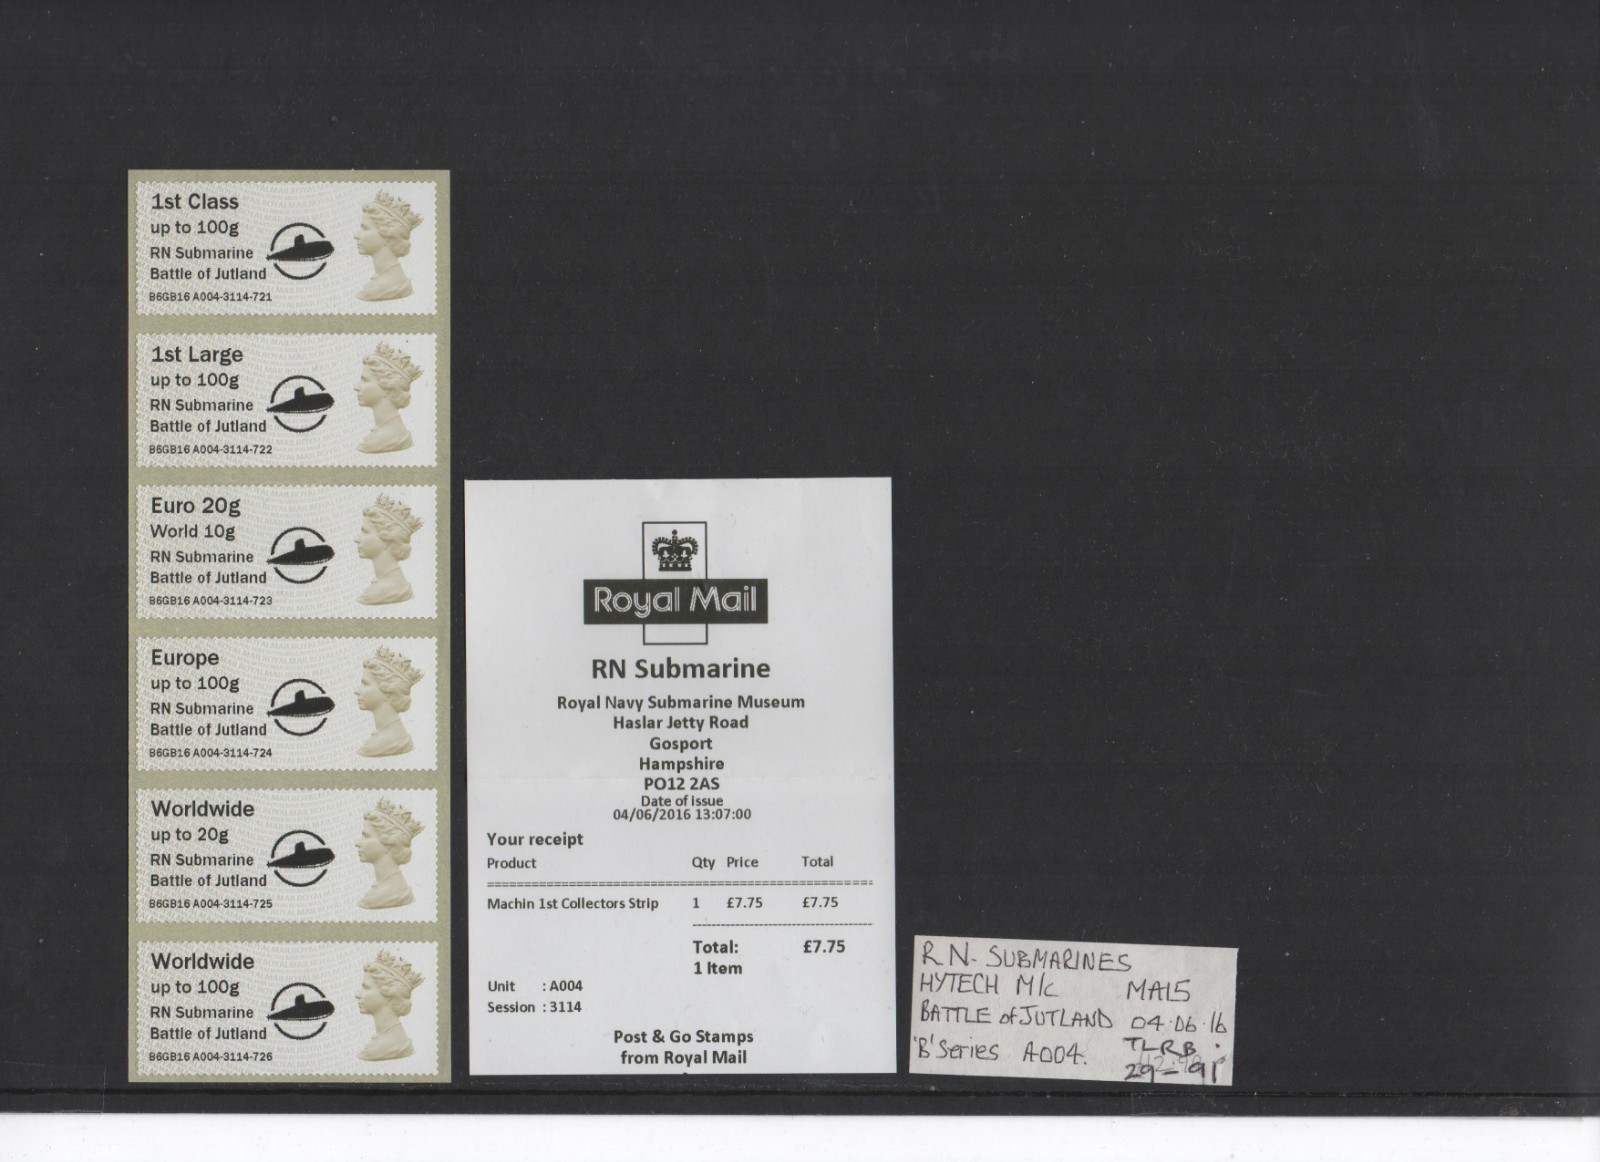 1st Class
up to 100g
RN Submarine
Battle of Jutland
B6GB16 A004-3114-721
1st Large
up to 100g
RN Submarine
Battle of Jutland
B6GB16 A004-3114-722
Euro 20g
World 10g
RN Submarine
Battle of Jutland
B6GB16 A004-3114-723
Europe
up to 100g
RN Submarine
Battle of Jutland
B6GB16 A004-3114-724
Worldwide
up to 20g
RN Submarine
Battle of Jutland
B6GB16 A004-3114-725
Worldwide
up to 100g
RN Submarine
Battle of Jutland
B6GB16 A004-3114-726
Royal Mail
RN Submarine
Royal Navy Submarine Museum
Haslar Jetty Road
Gosport
Hampshire
PO12 2AS
Date of Issue
04/06/2016 13:07:00
Your receipt
Product Qty Price Total
Machin 1st Collectors Strip 1 £7.75 £7.75
Total: £7.75
1 Item
Unit : A004
Session : 3114
Post & Go Stamps
from Royal Mail
RN- SUBMARINES
HYTECH M/c MA15
BATTLE of JUTLAND 04.06.16
'B' Series A004. TLRB.